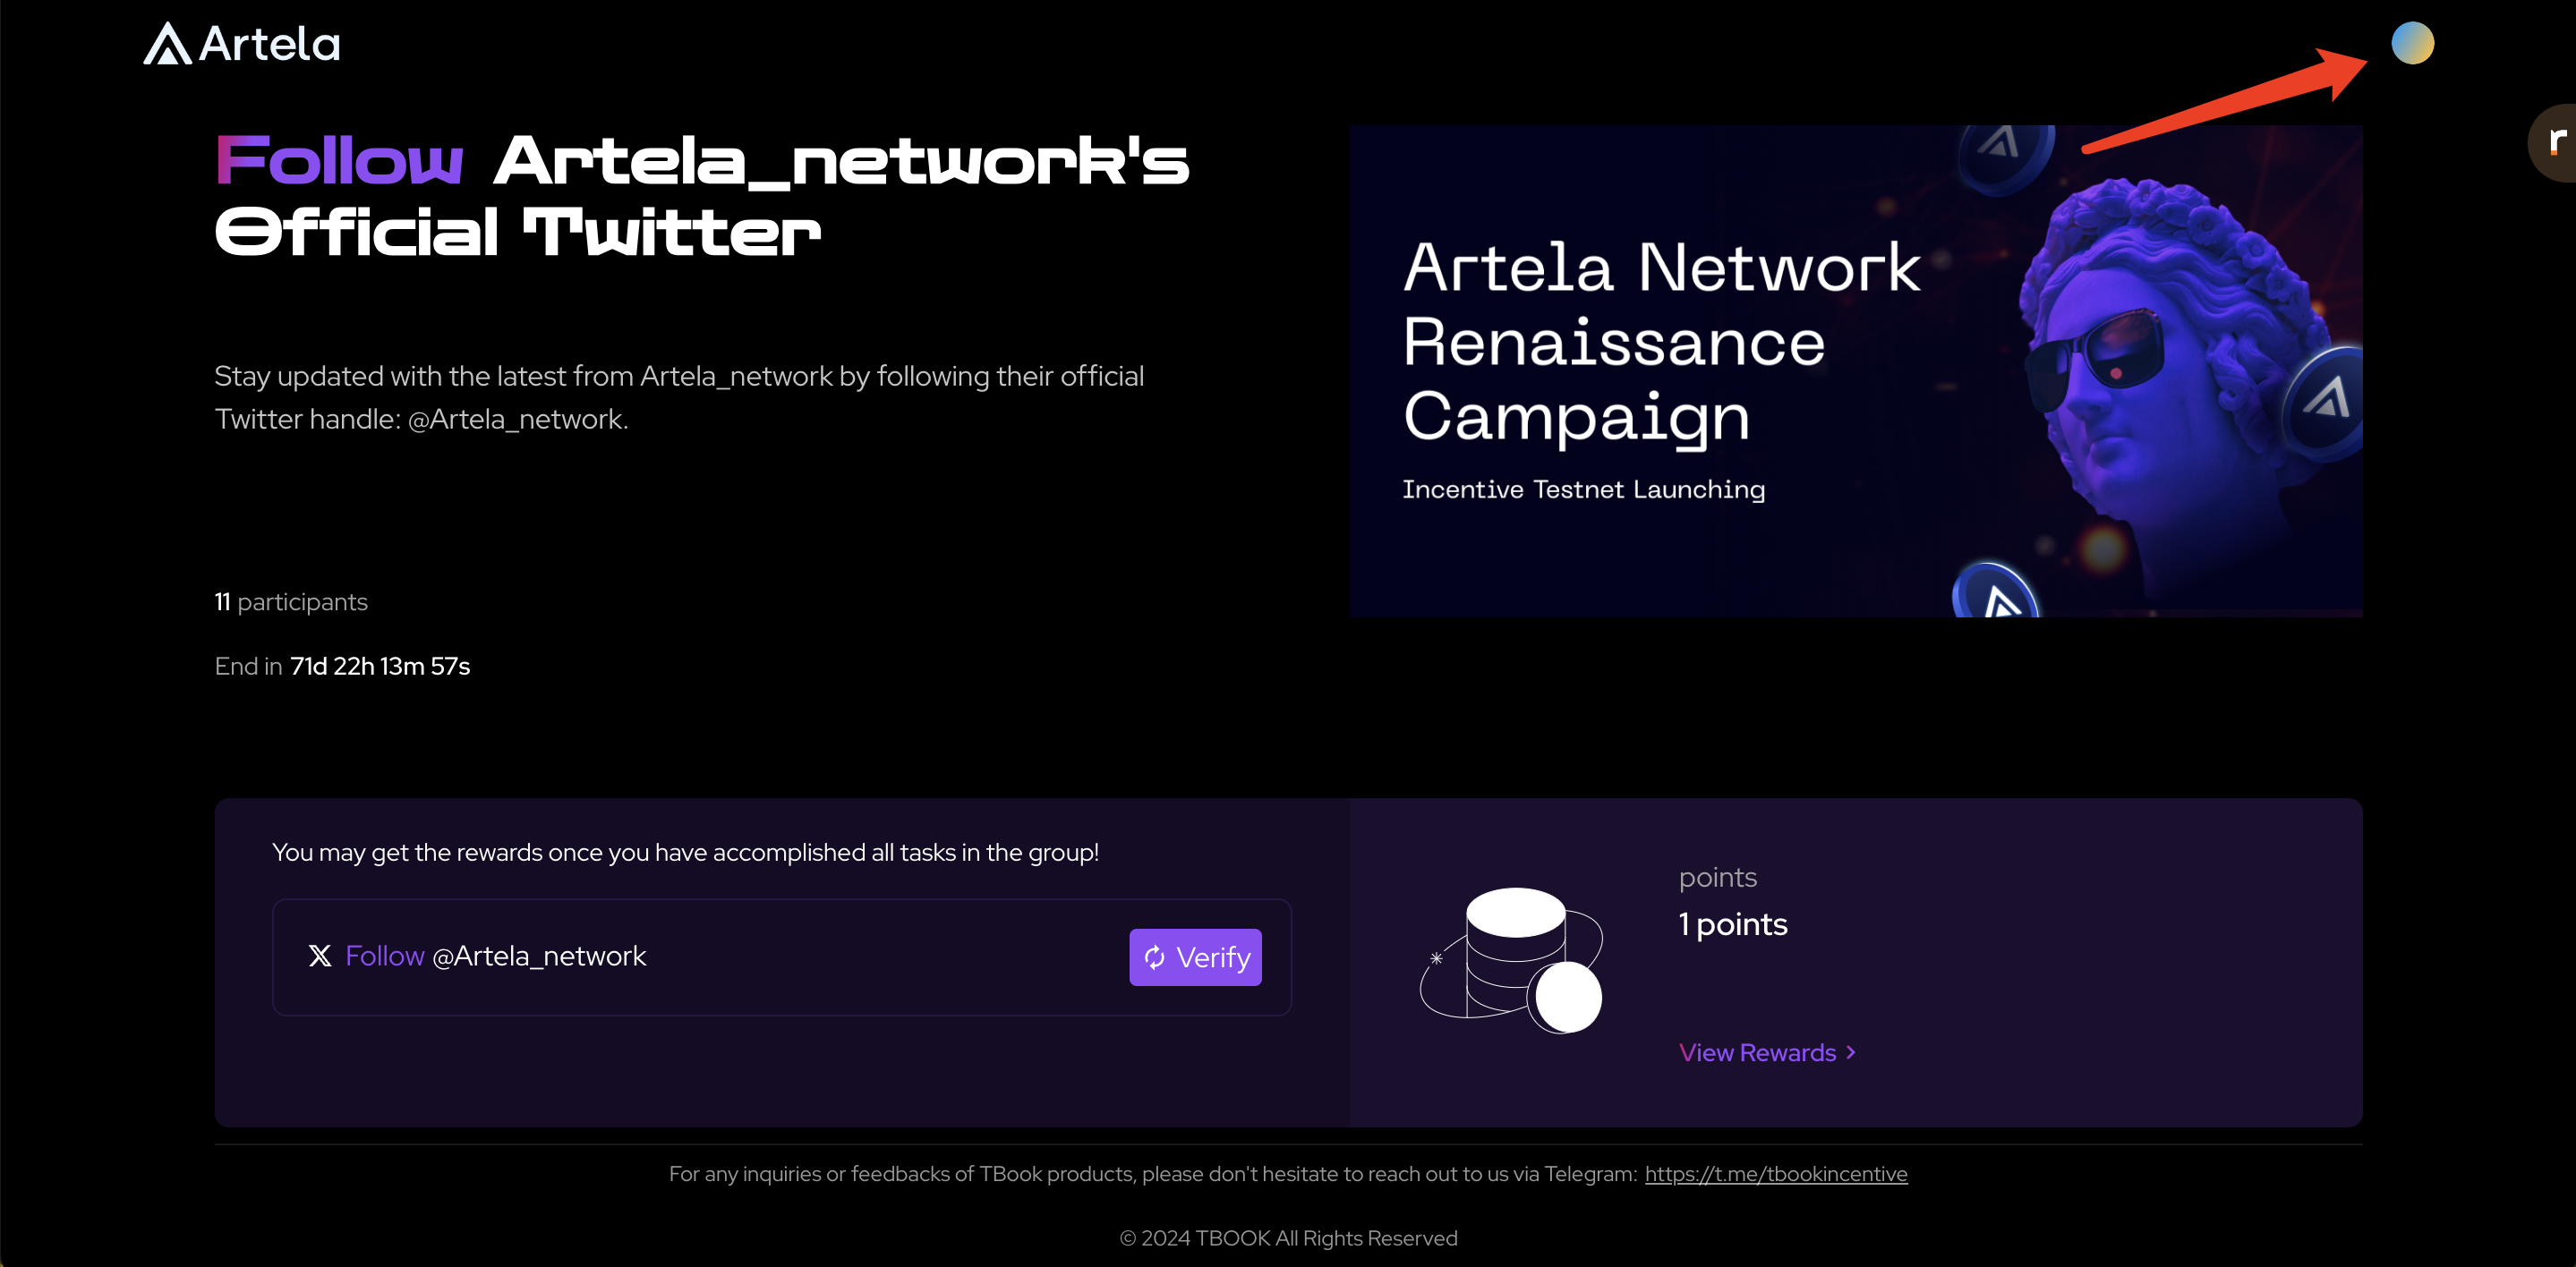 Artela
Follow Artela_network's
Official Twitter
Stay updated with the latest from Artela_network by following their official
Twitter handle: @Artela_network.
11 participants
End in 71d 22h 13m 57s
Artela Network
Renaissance
Campaign
Incentive Testnet Launching
r
You may get the rewards once you have accomplished all tasks in the group!
X Follow @Artela_network
Verify
points
1 points
View Rewards >
For any inquiries or feedbacks of TBook products, please don't hesitate to reach out to us via Telegram: https://t.me/tbookincentive
© 2024 TBOOK All Rights Reserved